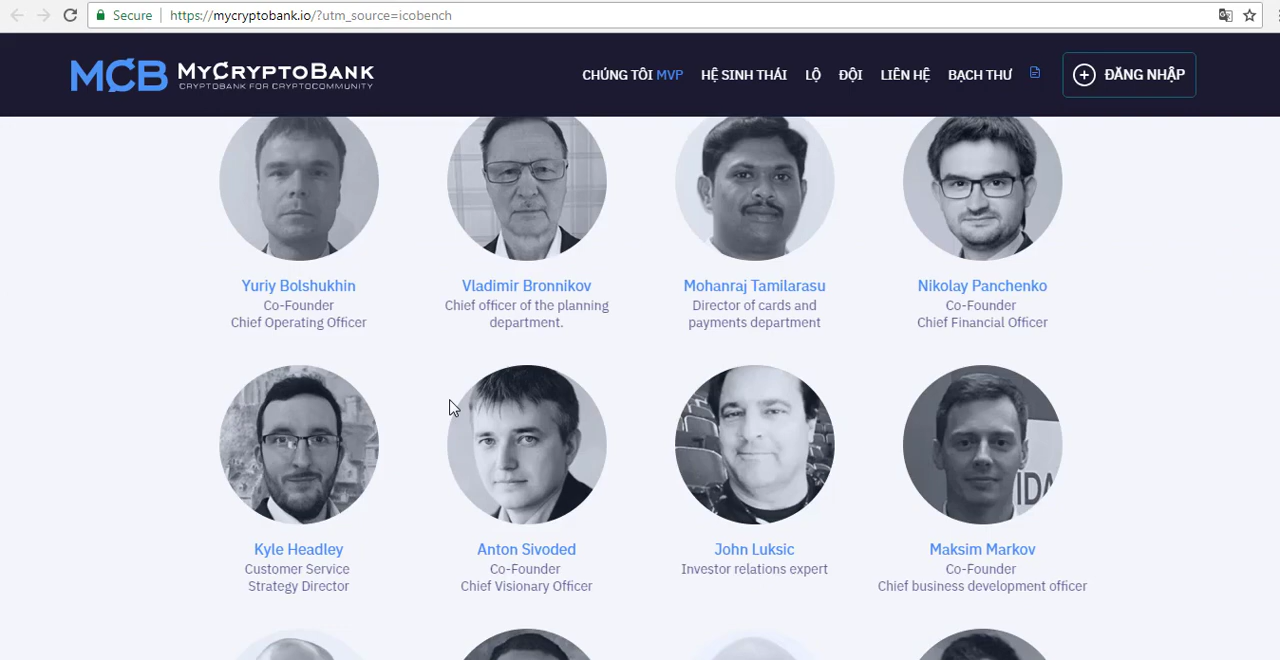 Secure
https://mycryptobank.io/?utm_source=icobench
MCB MYCRYPTOBANK
CRYPTOBANK FOR CRYPTOCOMMUNITY
CHÚNG TÔI MVP HỆ SINH THÁI LỘ ĐỘI LIÊN HỆ BẠCH THƯ ĐĂNG NHẬP
Yuriy Bolshukhin
Co-Founder
Chief Operating Officer
Vladimir Bronnikov
Chief officer of the planning
department.
Mohanraj Tamilarasu
Director of cards and
payments department
Nikolay Panchenko
Co-Founder
Chief Financial Officer
Kyle Headley
Customer Service
Strategy Director
Anton Sivoded
Co-Founder
Chief Visionary Officer
John Luksic
Investor relations expert
IDA
Maksim Markov
Co-Founder
Chief business development officer